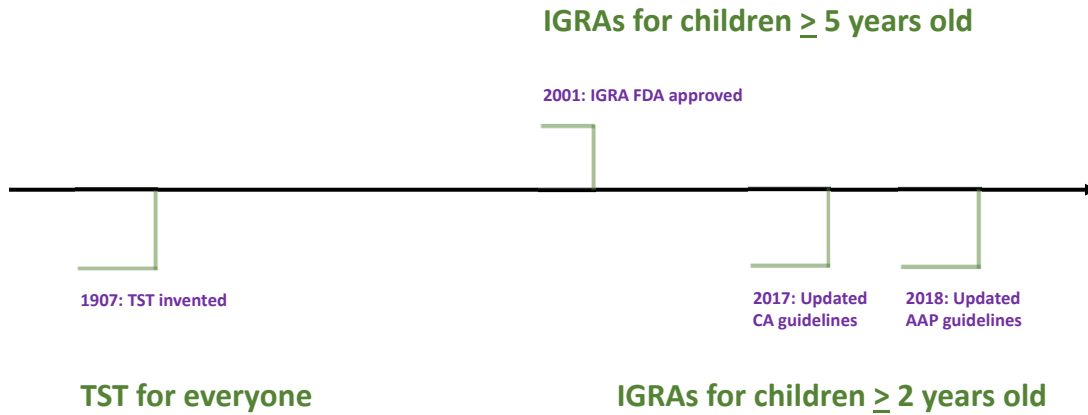 IGRAs for children ≥ 5 years old
2001: IGRA FDA approved
1907: TST invented
2017: Updated
CA guidelines
2018: Updated
AAP guidelines
TST for everyone
IGRAs for children ≥ 2 years old